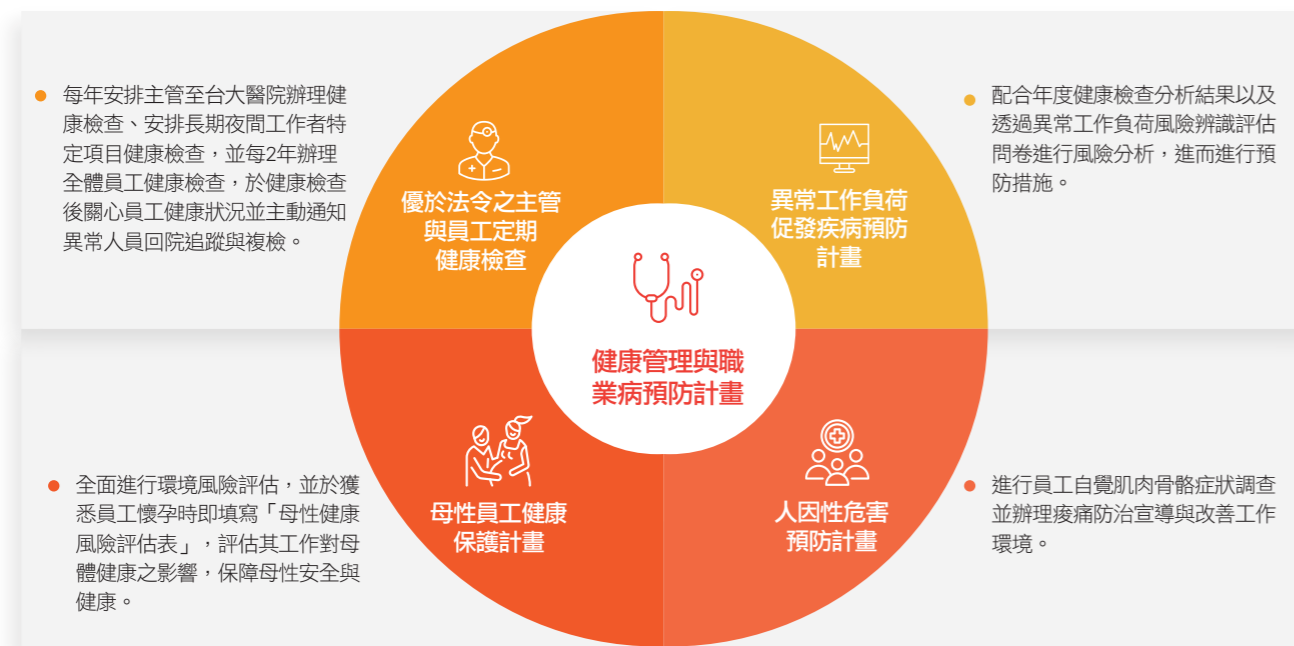 每年安排主管至台大醫院辦理健
康檢查、安排長期夜間工作者特
定項目健康檢查，並每2年辦理
全體員工健康檢查，於健康檢查
後關心員工健康狀況並主動通知
異常人員回院追蹤與複檢。
優於法令之主管
與員工定期
健康檢查
異常工作負荷
促發疾病預防
計畫
配合年度健康檢查分析結果以及
透過異常工作負荷風險辨識評估
問卷進行風險分析，進而進行預
防措施。
健康管理與職
業病預防計畫
全面進行環境風險評估，並於獲
悉員工懷孕時即填寫「母性健康
風險評估表」，評估其工作對母
體健康之影響，保障母性安全與
健康。
母性員工健康
保護計畫
人因性危害
預防計畫
進行員工自覺肌肉骨骼症狀調查
並辦理痠痛防治宣導與改善工作
環境。